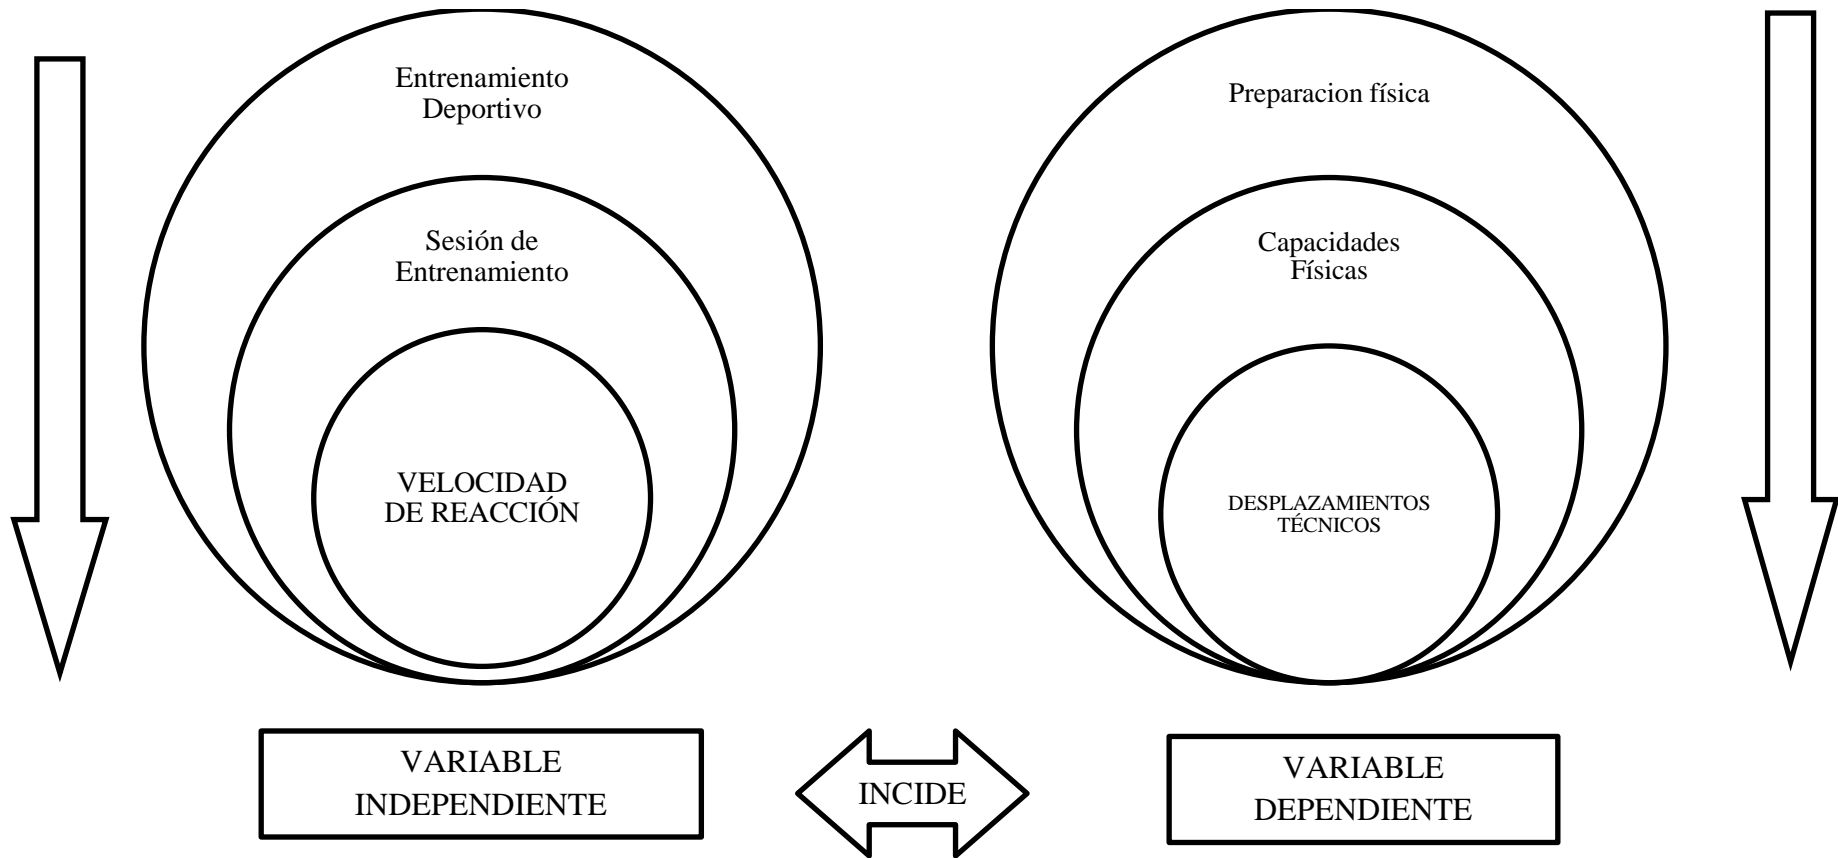 Entrenamiento
Deportivo
Sesión de
Entrenamiento
VELOCIDAD
DE REACCIÓN
Preparacion física
Capacidades
Físicas
DESPLAZAMIENTOS
TÉCNICOS
VARIABLE
INDEPENDIENTE
INCIDE
VARIABLE
DEPENDIENTE